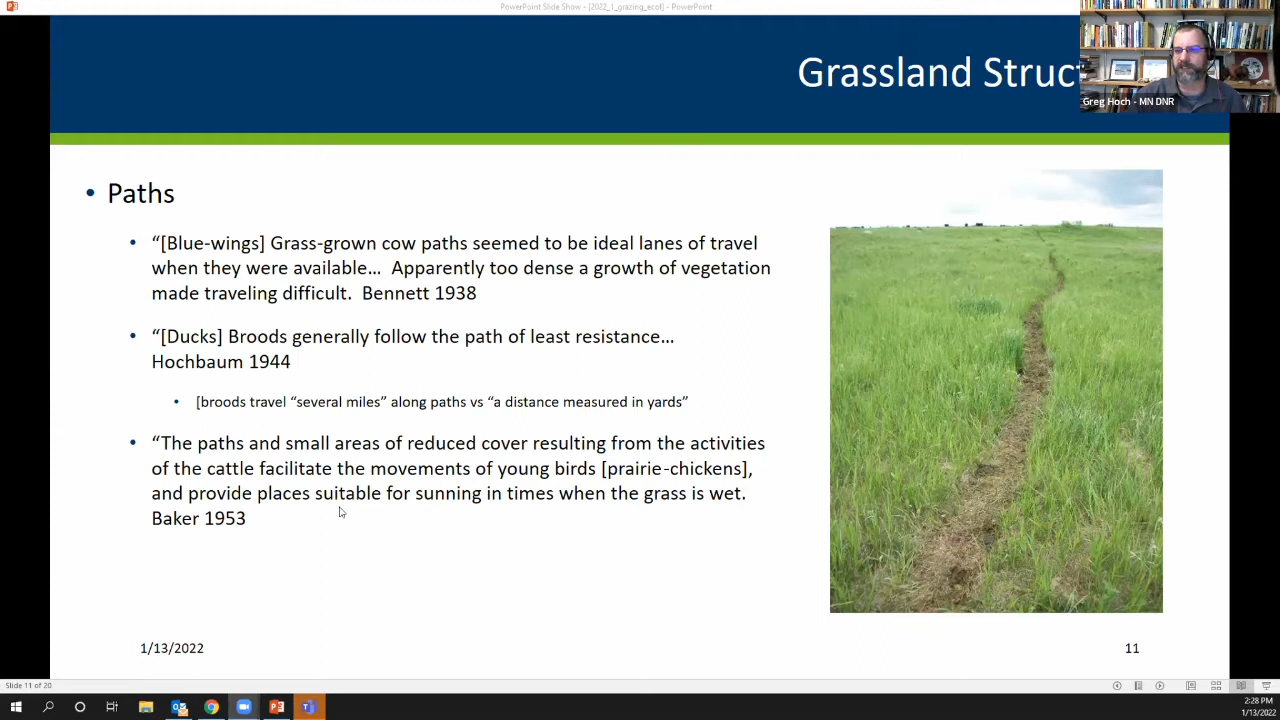 PowerPoint Slide Show - [2022_1_grazing_ecol] - PowerPoint
Grassland Struc
Greg Hoch - MN DNR
• Paths
• “[Blue-wings] Grass-grown cow paths seemed to be ideal lanes of travel
when they were available… Apparently too dense a growth of vegetation
made traveling difficult. Bennett 1938
• “[Ducks] Broods generally follow the path of least resistance…
Hochbaum 1944
• [broods travel “several miles” along paths vs “a distance measured in yards”
• “The paths and small areas of reduced cover resulting from the activities
of the cattle facilitate the movements of young birds [prairie-chickens],
and provide places suitable for sunning in times when the grass is wet.
Baker 1953
1/13/2022
11
Slide 11 of 20
2:28 PM
1/13/2022